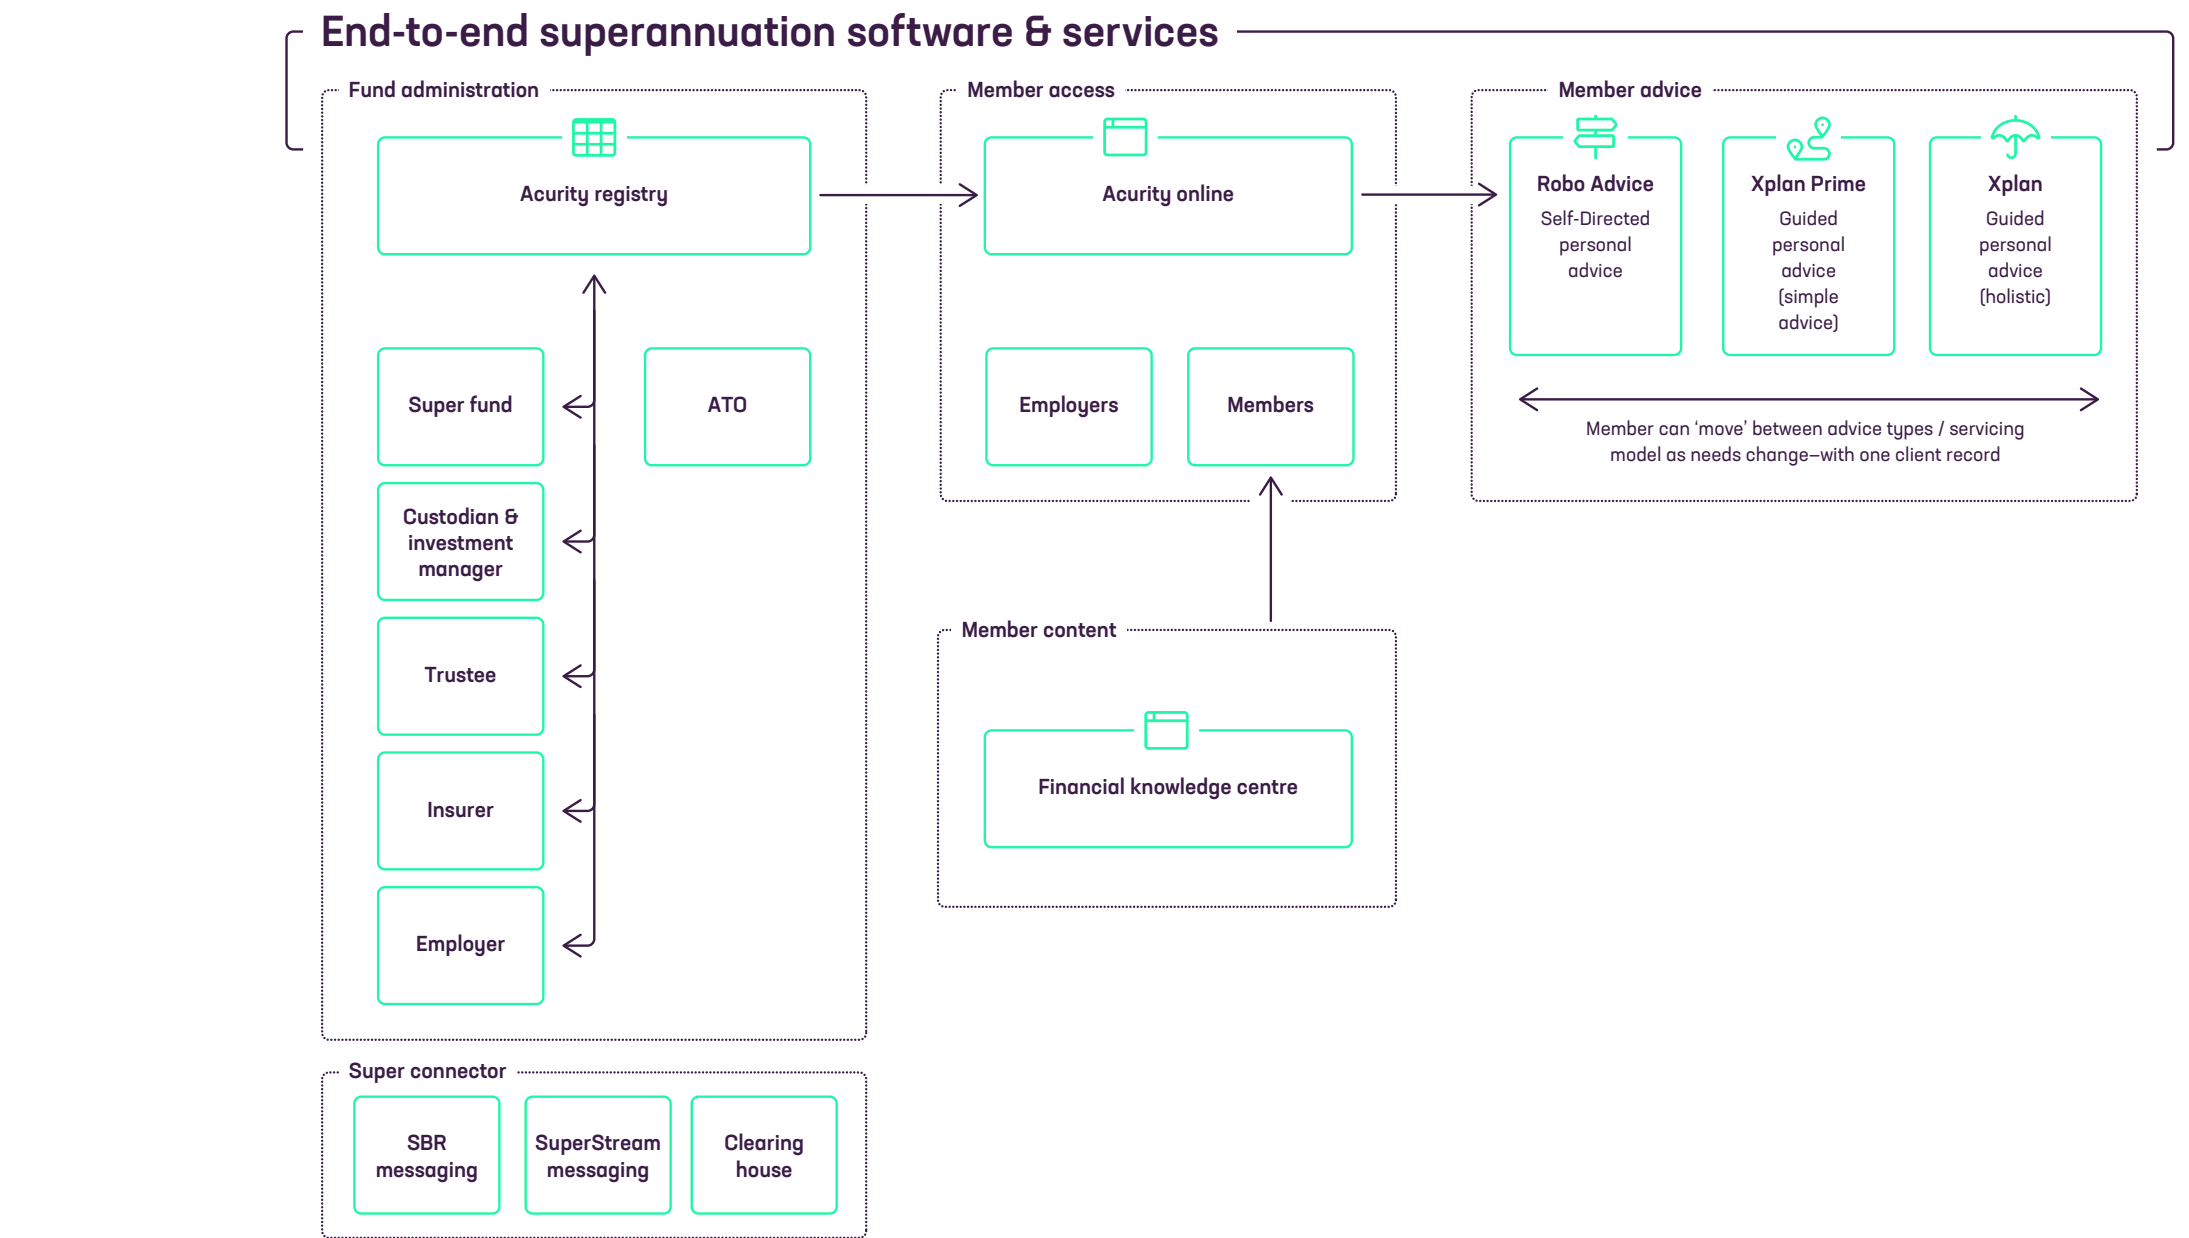 End-to-end superannuation software & services
Fund administration
Acurity registry
Super fund
ATO
Custodian &
investment
manager
Trustee
Insurer
Employer
Super connector
SBR
messaging
SuperStream
messaging
Clearing
house
Member access
Acurity online
Employers
Members
Member content
Financial knowledge centre
Member advice
Robo Advice
Self-Directed
personal
advice
Xplan Prime
Guided
personal
advice
(simple
advice)
Xplan
Guided
personal
advice
(holistic)
Member can ‘move’ between advice types / servicing
model as needs change—with one client record